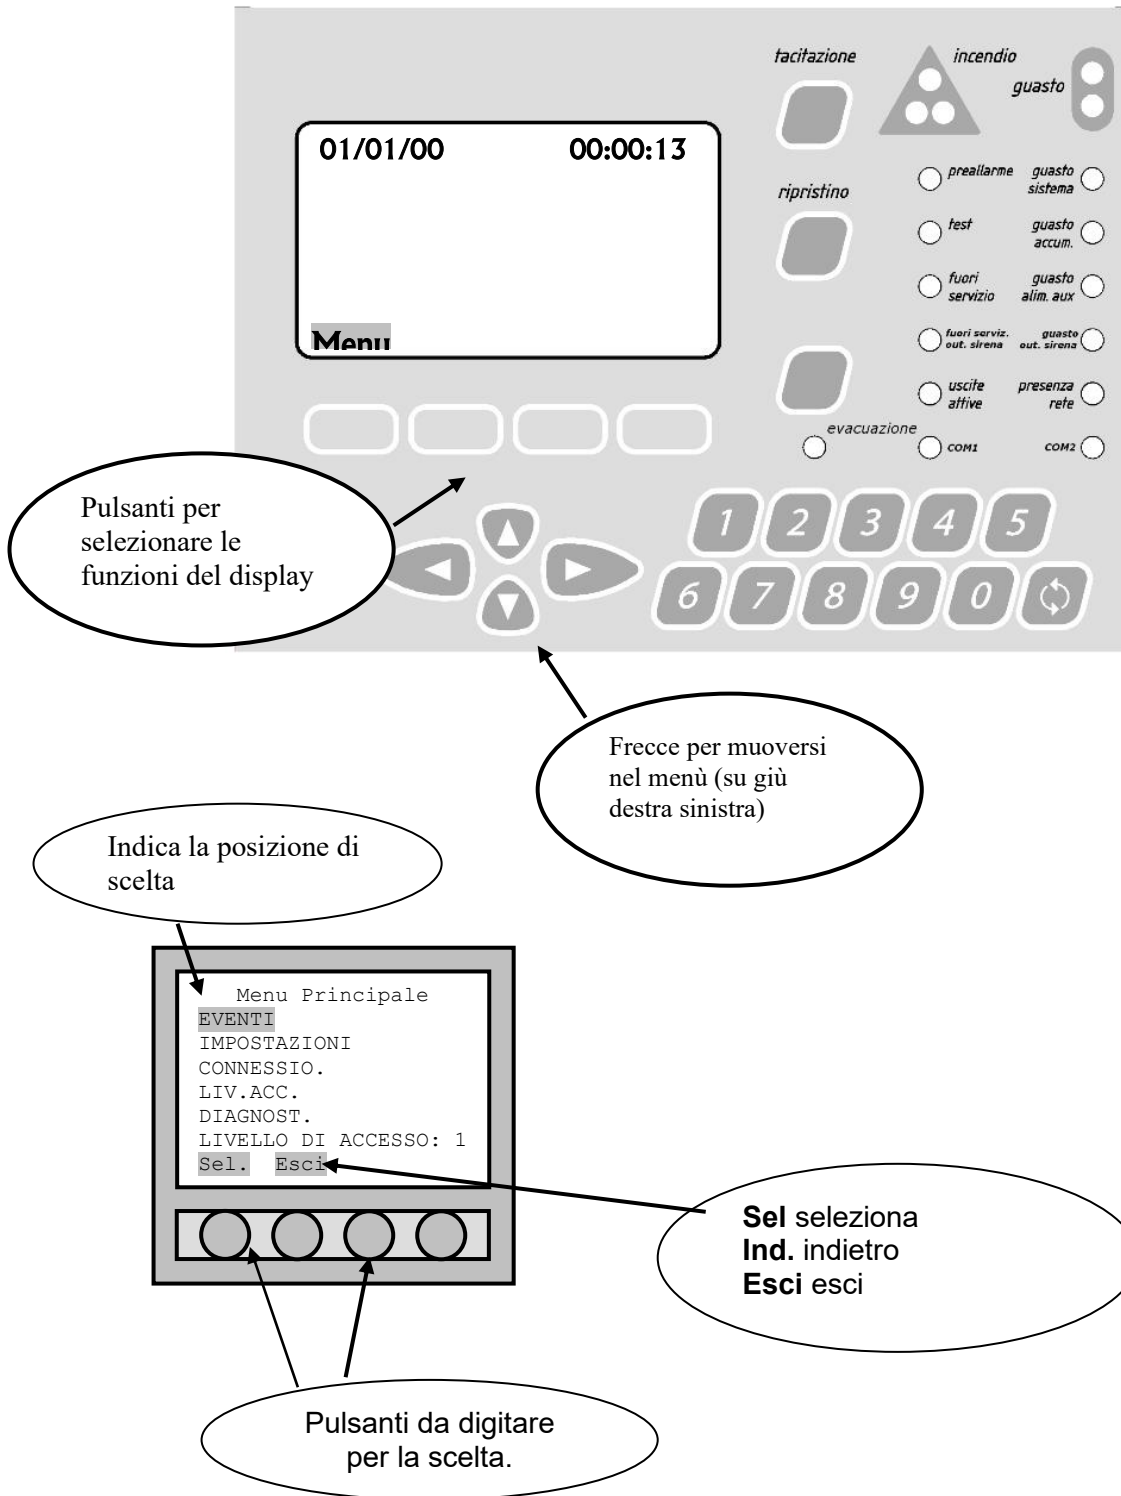 tacitazione
incendio
guasto
01/01/00 00:00:13
ripristino
preallarme
guasto
sistema
test
guasto
accum.
fuori
servizio
guasto
alim. aux
Menu
fuori serviz.
out. sirena
guasto
out. sirena
uscite
attive
presenza
rete
evacuazione
COM1
COM2
Pulsanti per
selezionare le
funzioni del display
1 2 3 4 5
6 7 8 9 0
Frecce per muoversi
nel menù (su giù
destra sinistra)
Indica la posizione di
scelta
Menu Principale
EVENTI
IMPOSTAZIONI
CONNESSIO.
LIV.ACC.
DIAGNOST.
LIVELLO DI ACCESSO: 1
Sel. Esci
Sel seleziona
Ind. indietro
Esci esci
Pulsanti da digitare
per la scelta.